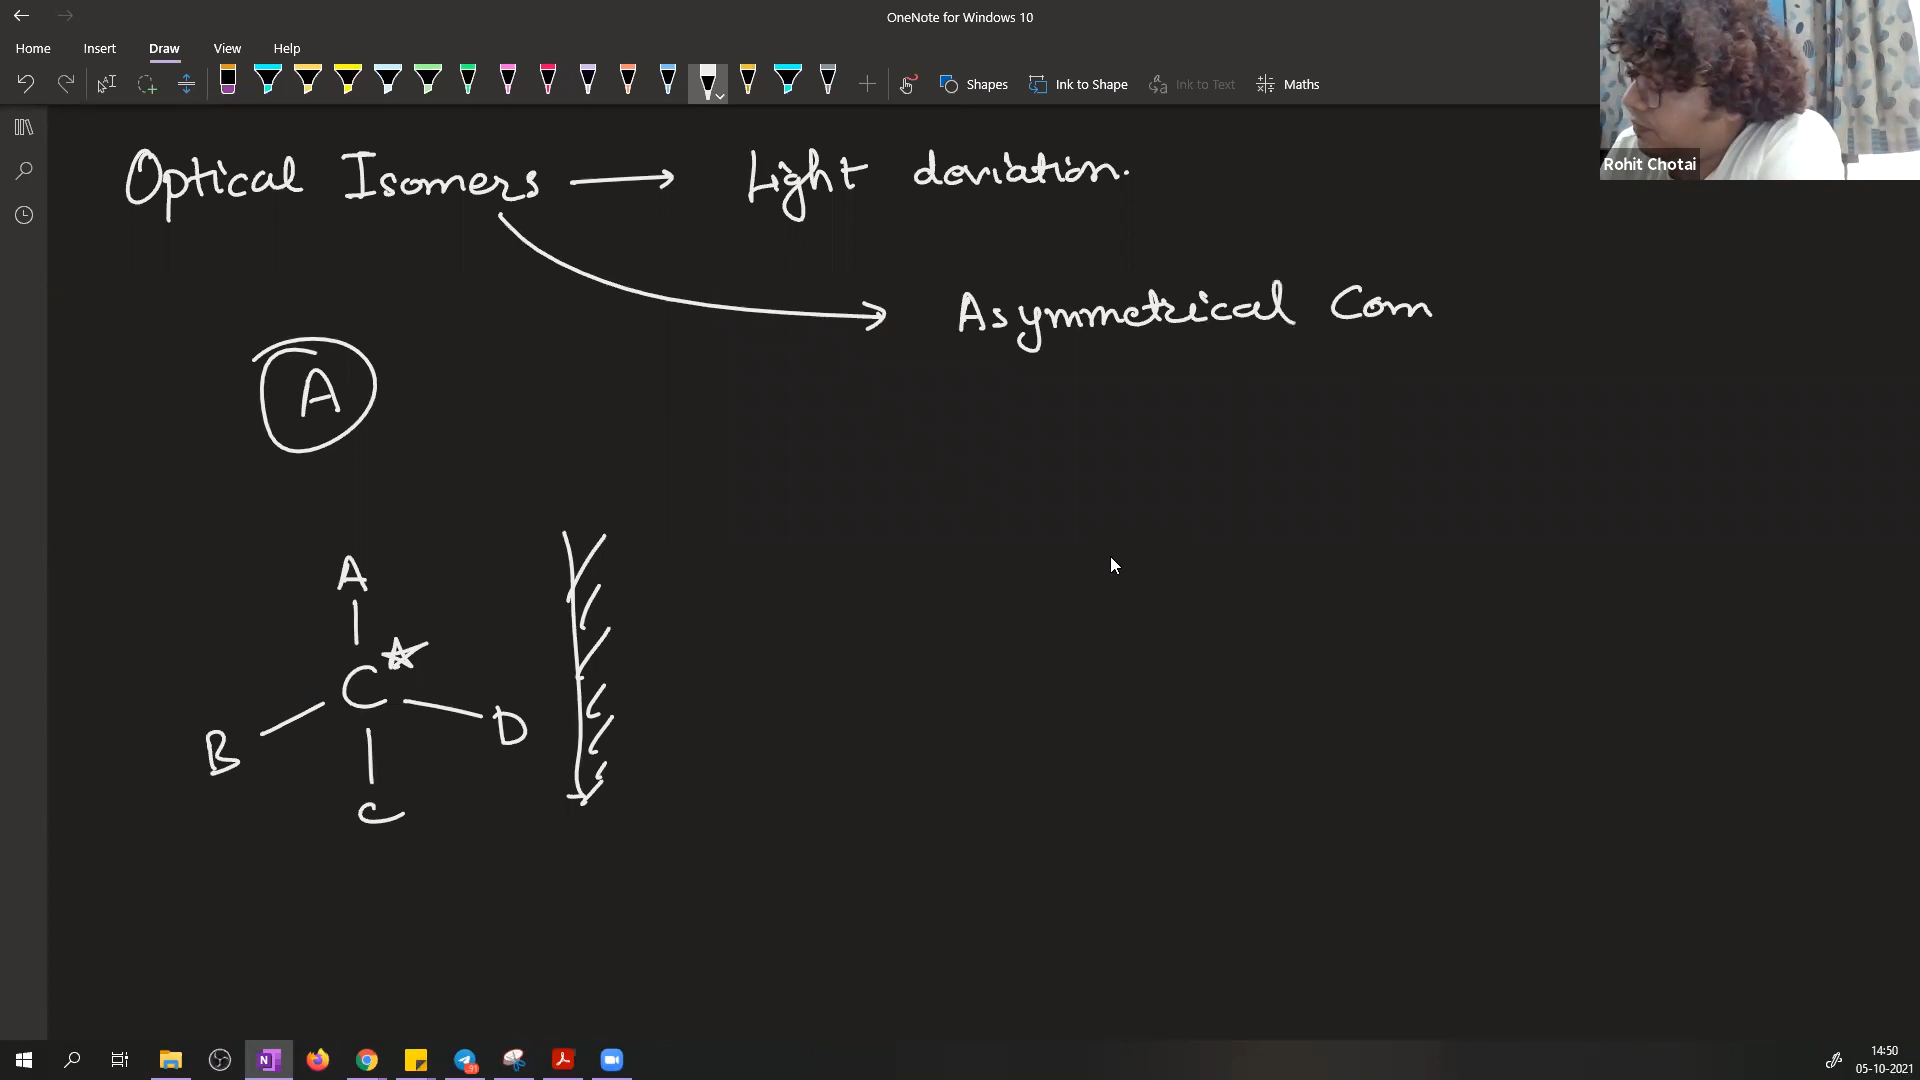 OneNote for Windows 10
Home Insert Draw View Help
Shapes Ink to Shape Ink to Text Maths
Rohit Chotai
Optical Isomers → Light deviation.
Asymmetrical Com
A
A
C
B D
C
14:50
05-10-2021